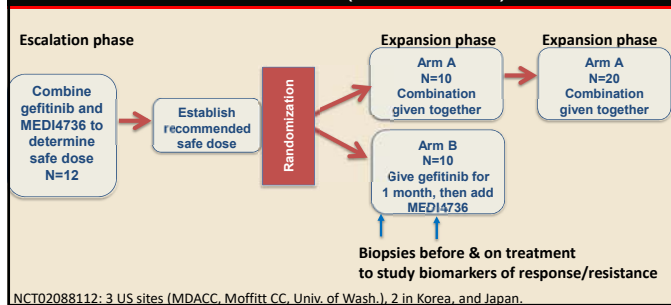 Escalation phase
Expansion phase
Expansion phase
Combine
gefitinib and
MEDI4736 to
determine
safe dose
N=12
Establish
recommended
safe dose
Randomization
Arm A
N=10
Combination
given together
Arm A
N=20
Combination
given together
Arm B
N=10
Give gefitinib for
1 month, then add
MEDI4736
Biopsies before & on treatment
to study biomarkers of response/resistance
NCT02088112: 3 US sites (MDACC, Moffitt CC, Univ. of Wash.), 2 in Korea, and Japan.